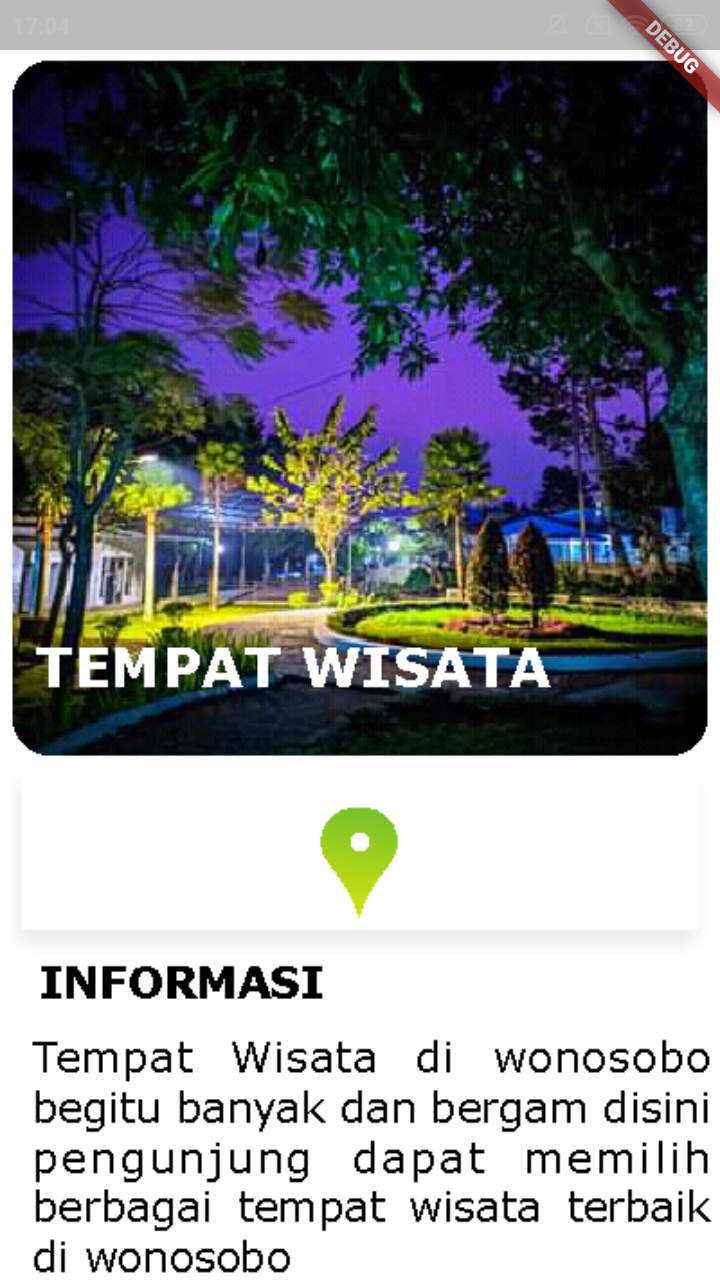 17:04
82
DEBUG
TEMPAT WISATA
INFORMASI
Tempat Wisata di wonosobo
begitu banyak dan bergam disini
pengunjung dapat memilih
berbagai tempat wisata terbaik
di wonosobo